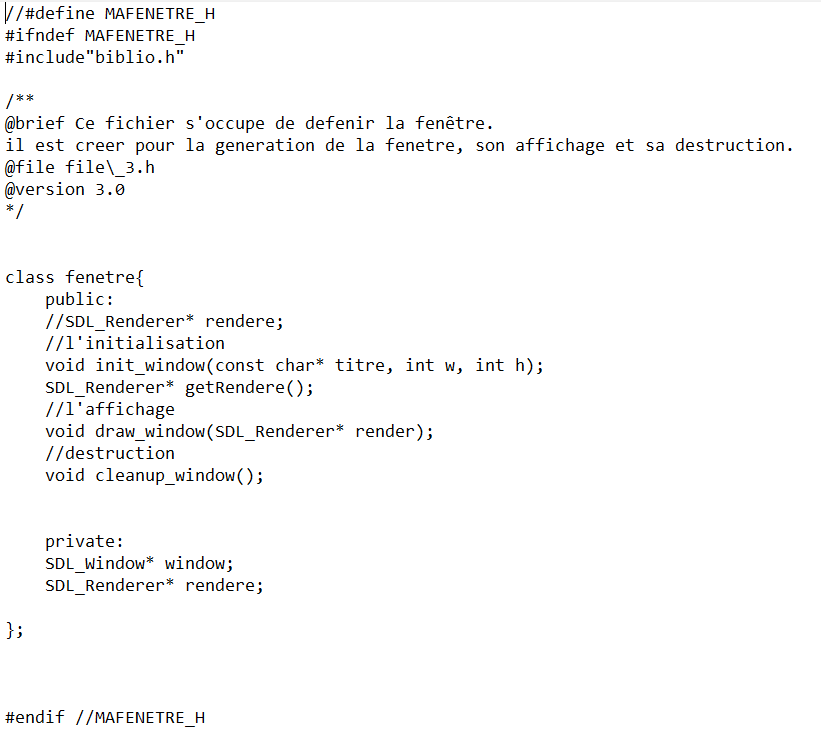 //#define MAFENETRE_H
#ifndef MAFENETRE_H
#include"biblio.h"
/**
@brief Ce fichier s'occupe de defenir la fenêtre.
il est creer pour la generation de la fenetre, son affichage et sa destruction.
@file file\_3.h
@version 3.0
*/
class fenetre{
    public:
    //SDL_Renderer* rendere;
    //l'initialisation
    void init_window(const char* titre, int w, int h);
    SDL_Renderer* getRendere();
    //l'affichage
    void draw_window(SDL_Renderer* render);
    //destruction
    void cleanup_window();
    private:
    SDL_Window* window;
    SDL_Renderer* rendere;
};
#endif //MAFENETRE_H